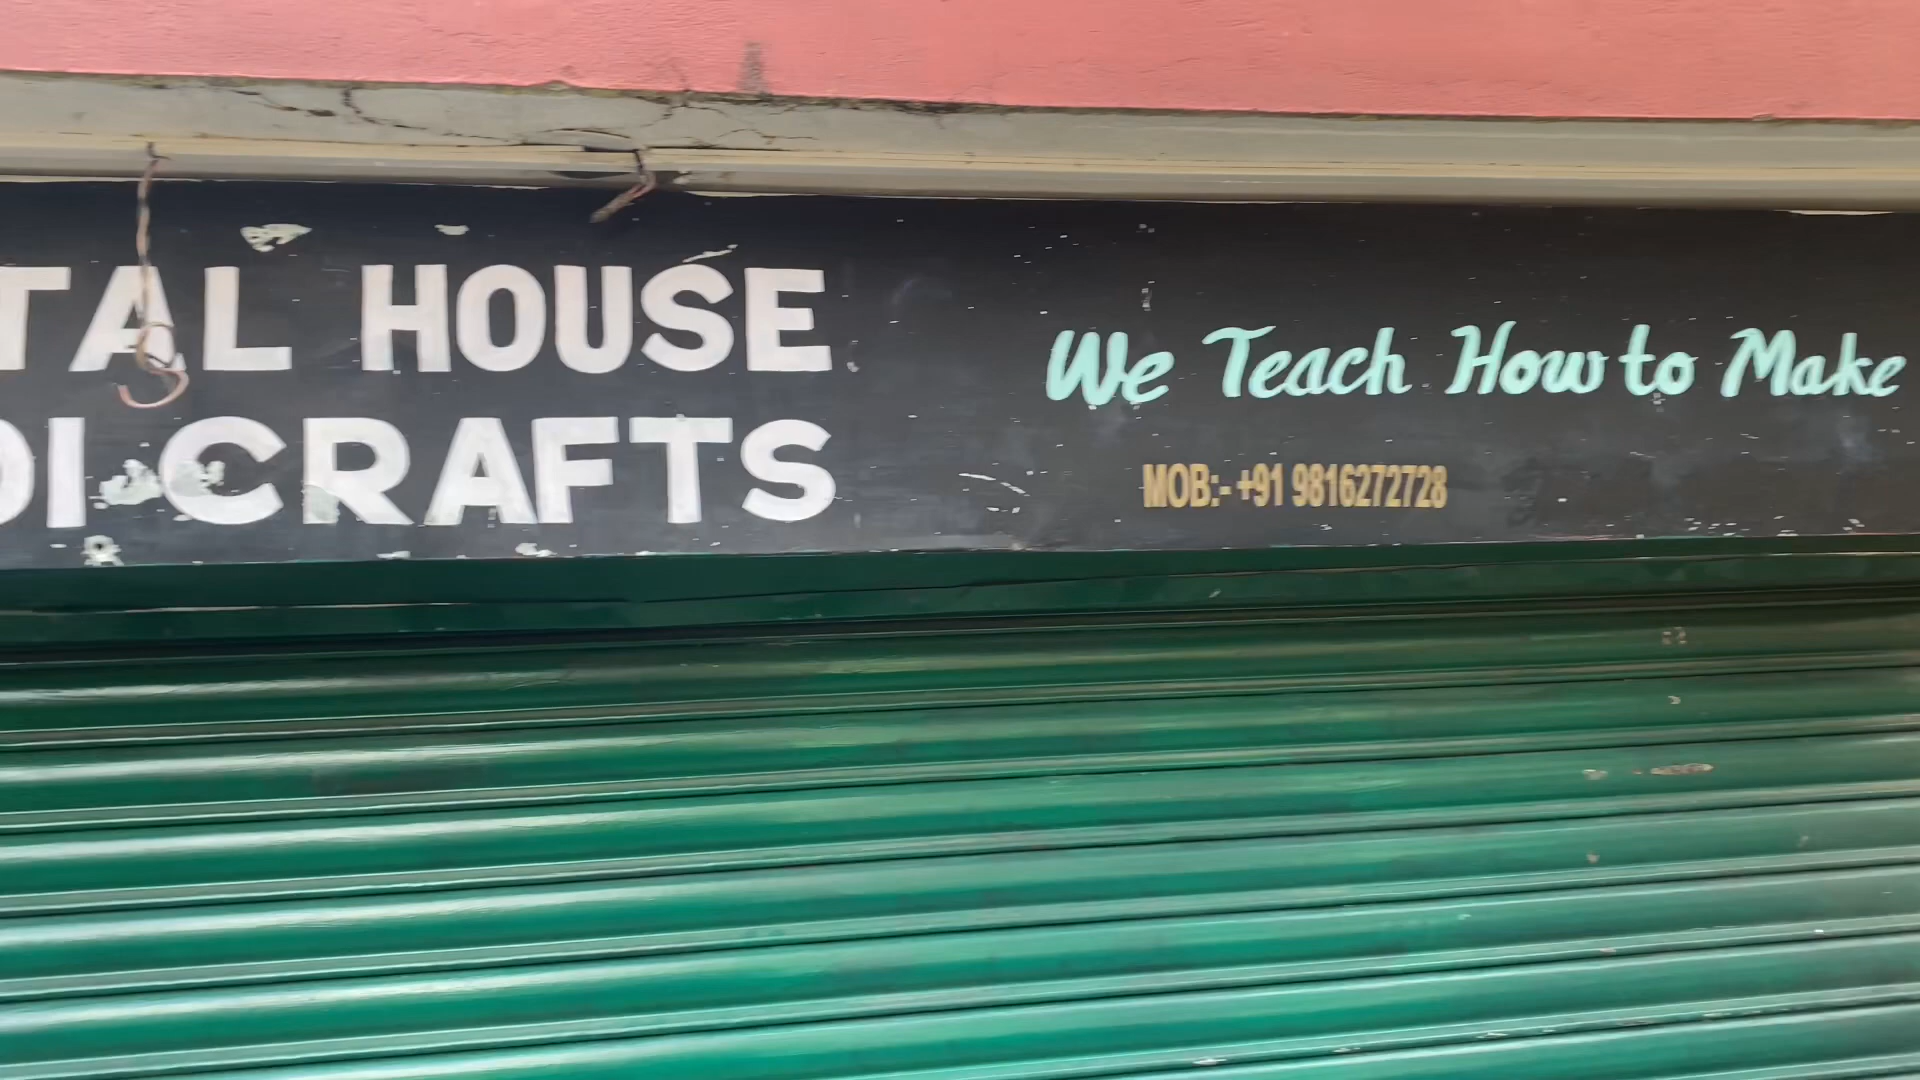 TAL HOUSE
DI CRAFTS
We Teach How to Make
MOB:- +91 9816272728